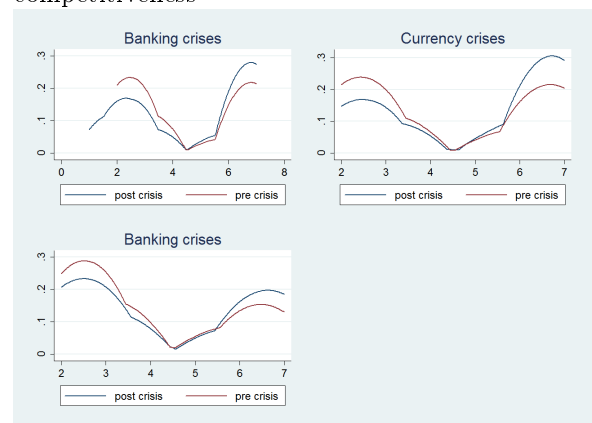 competitiveness
Banking crises
.3
.2
.1
0
0 2 4 6 8
post crisis pre crisis
Currency crises
.3
.2
.1
0
2 3 4 5 6 7
post crisis pre crisis
Banking crises
.3
.2
.1
0
2 3 4 5 6 7
post crisis pre crisis